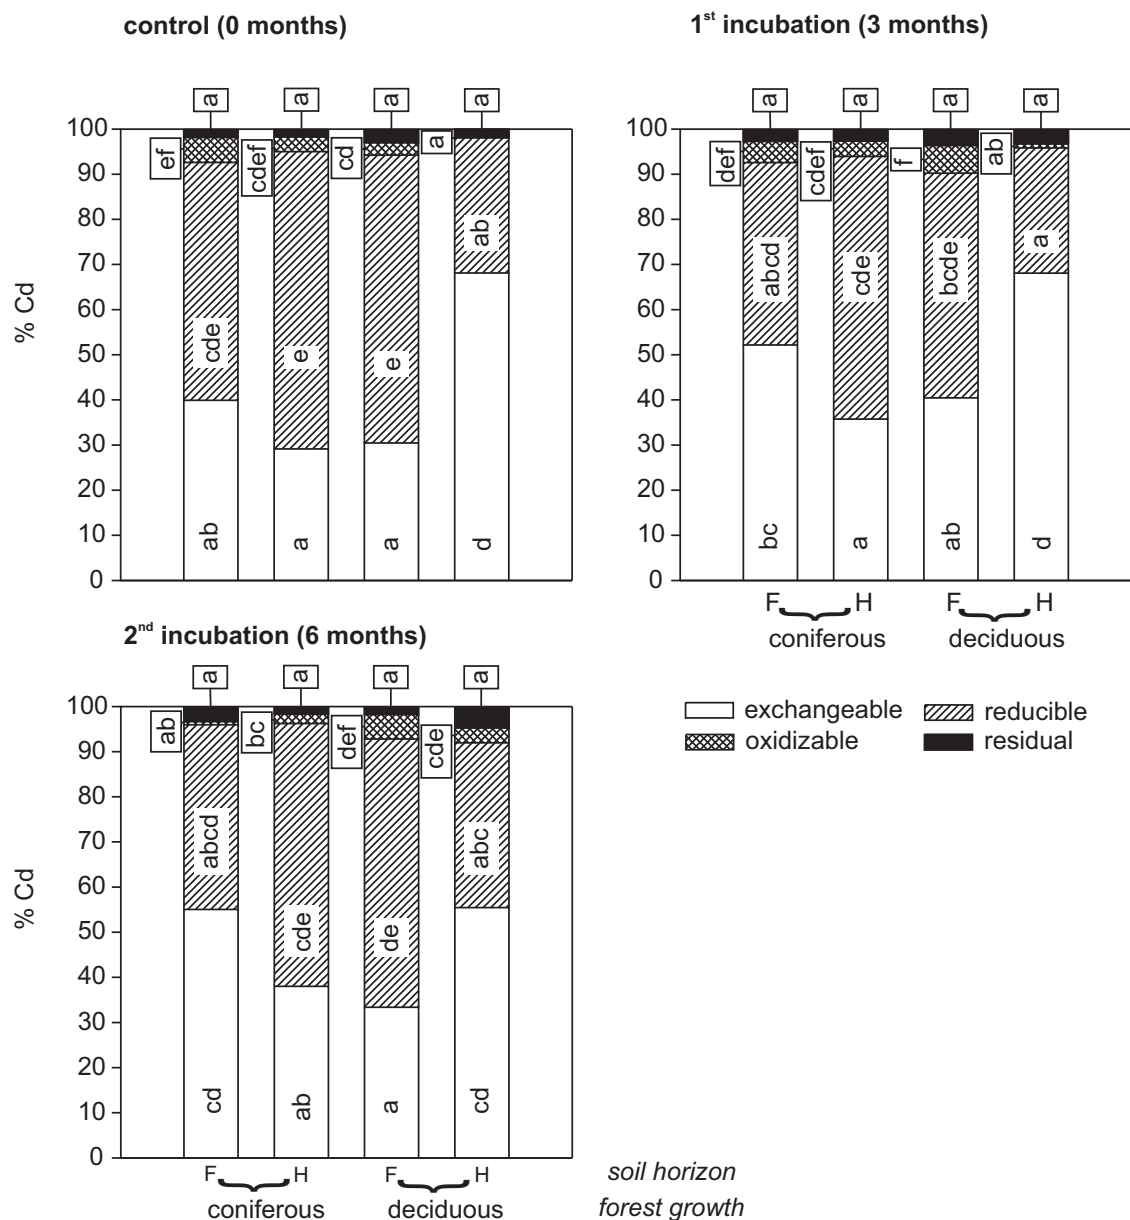 control (0 months)
1st incubation (3 months)
a a a a
a a a a
100
90
80
70
60
50
40
30
20
10
0
% Cd
ef cdef cd a
cde e e ab
ab a a d
100
90
80
70
60
50
40
30
20
10
0
% Cd
def cdef f ab
abcd cde bcde a
bc a ab d
F H F H
coniferous deciduous
2nd incubation (6 months)
a a a a
100
90
80
70
60
50
40
30
20
10
0
% Cd
ab bc def cde
abcd cde de abc
cd ab a cd
F H F H
coniferous deciduous
exchangeable reducible
oxidizable residual
soil horizon
forest growth